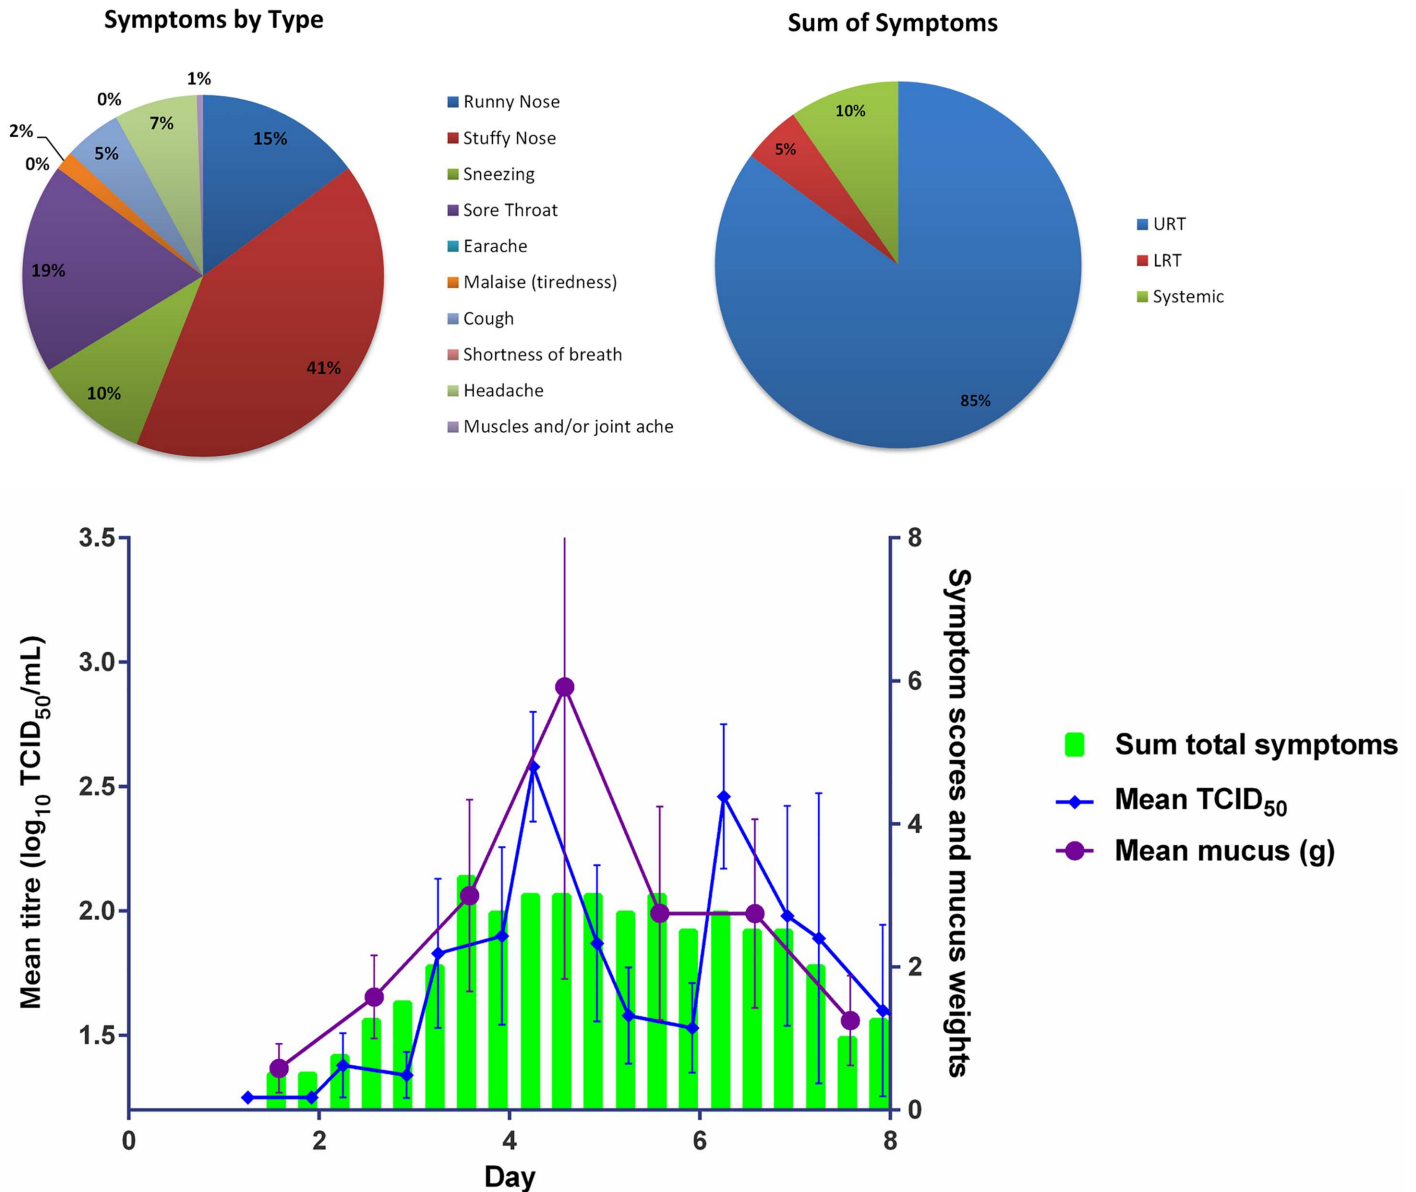 Symptoms by Type
1%
0%
7%
15%
2%
5%
0%
19%
41%
10%
Runny Nose
Stuffy Nose
Sneezing
Sore Throat
Earache
Malaise (tiredness)
Cough
Shortness of breath
Headache
Muscles and/or joint ache
Sum of Symptoms
10%
5%
85%
URT
LRT
Systemic
Mean titre (log10 TCID50/mL)
3.5
3.0
2.5
2.0
1.5
0
2
4
6
8
Day
8
6
4
2
0
Symptom scores and mucus weights
Sum total symptoms
Mean TCID50
Mean mucus (g)